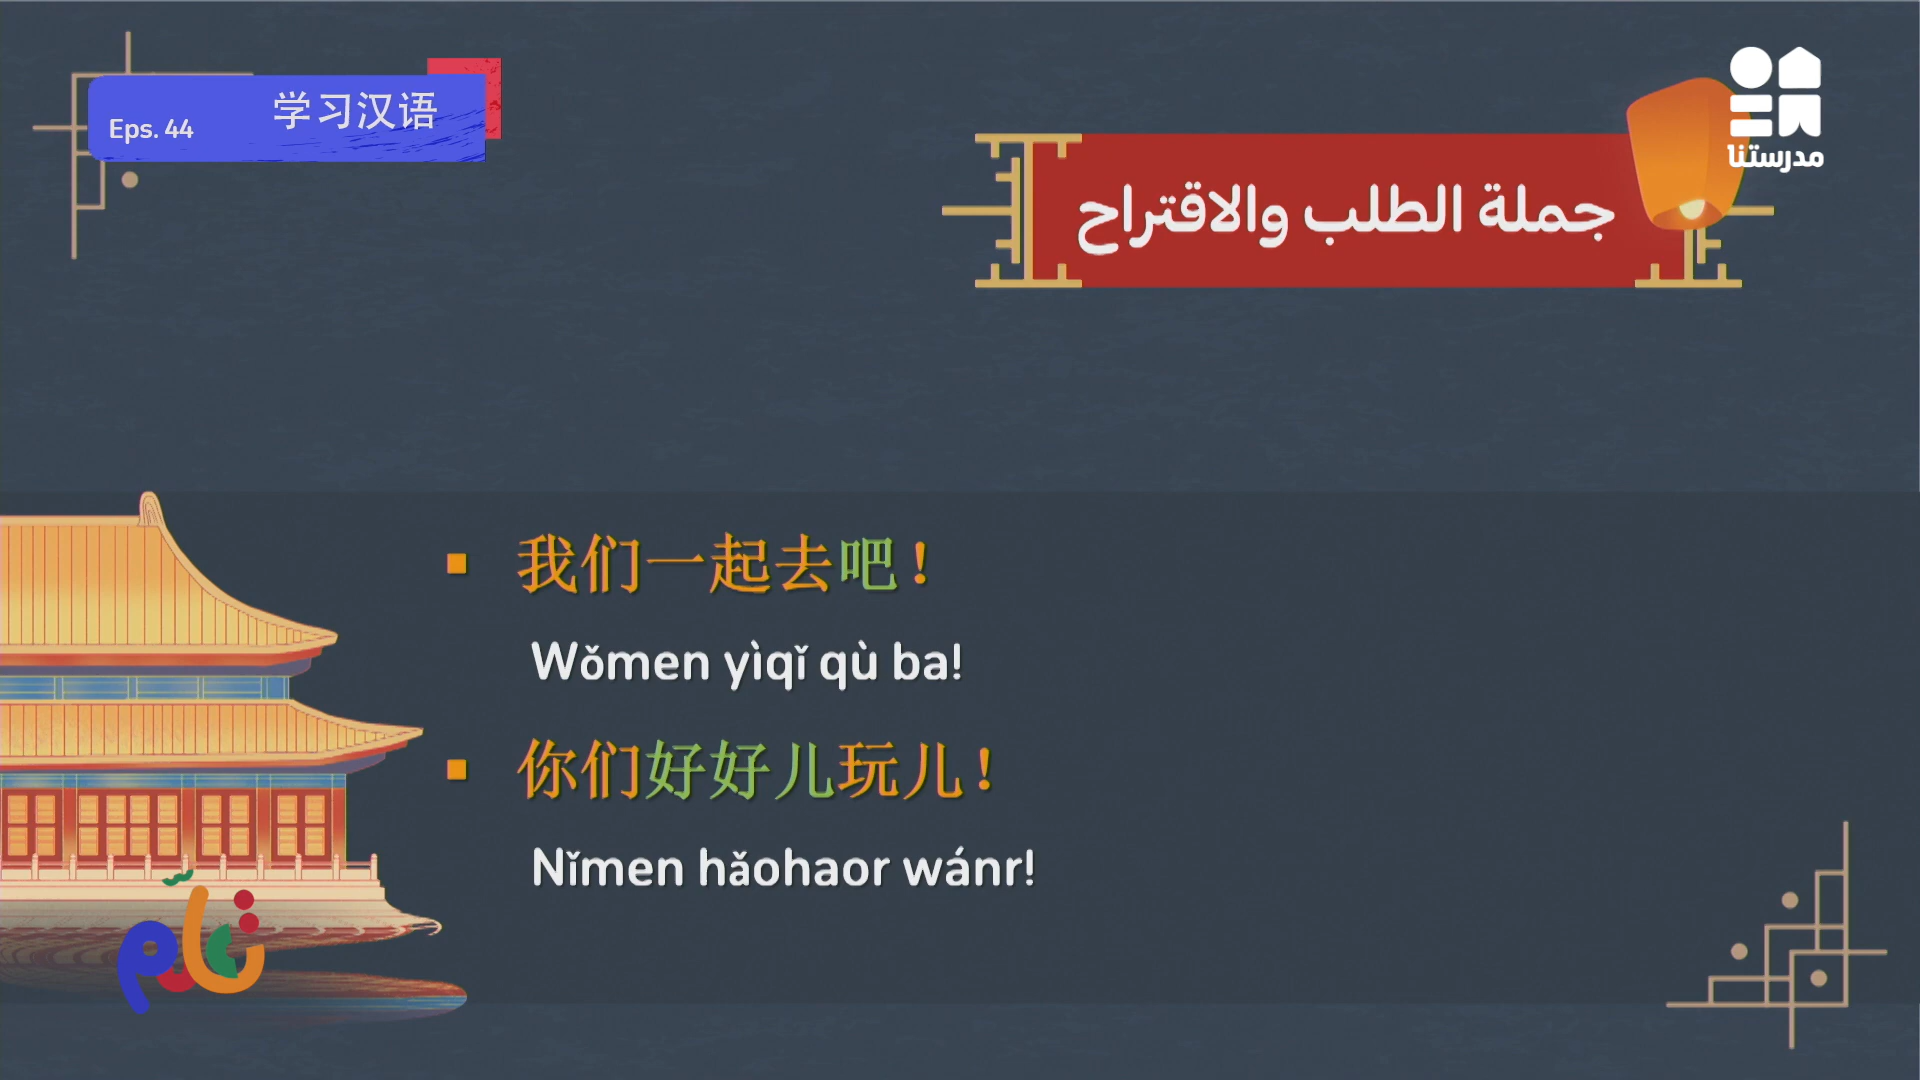 学习汉语
Eps. 44
مدرستنا
جملة الطلب والاقتراح
我们一起去吧！
Wǒmen yìqǐ qù ba!
你们好好儿玩儿！
Nǐmen hǎohaor wánr!